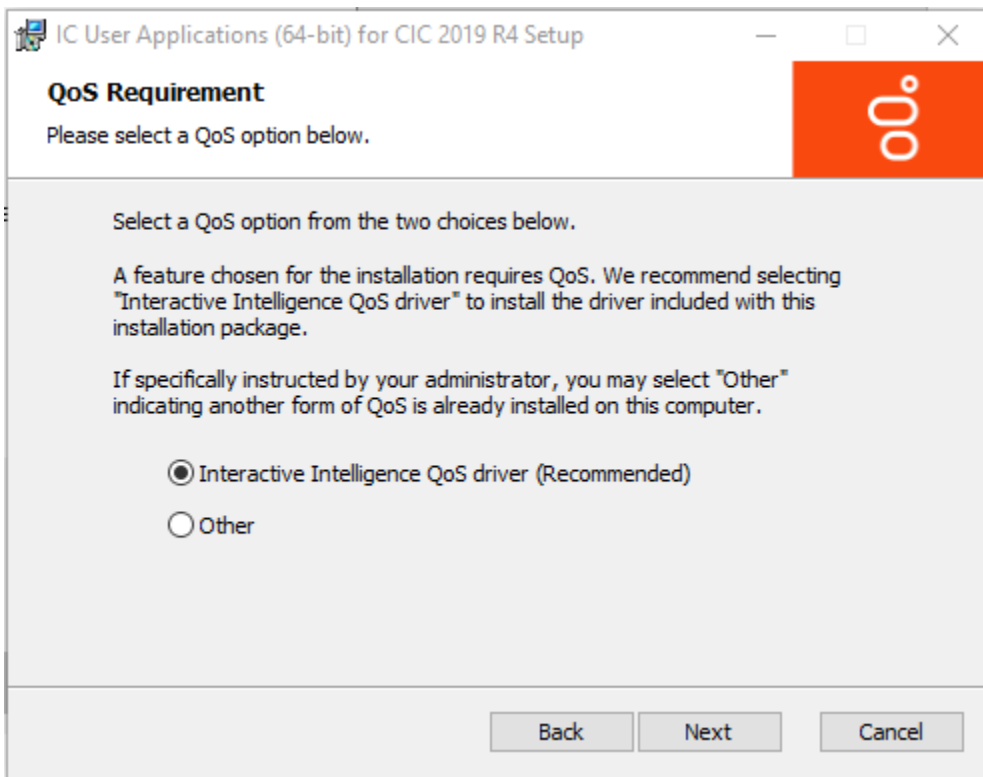 IC User Applications (64-bit) for CIC 2019 R4 Setup
QoS Requirement
Please select a QoS option below.
Select a QoS option from the two choices below.
A feature chosen for the installation requires QoS. We recommend selecting
"Interactive Intelligence QoS driver" to install the driver included with this
installation package.
If specifically instructed by your administrator, you may select "Other"
indicating another form of QoS is already installed on this computer.
Interactive Intelligence QoS driver (Recommended)
Other
Back Next Cancel